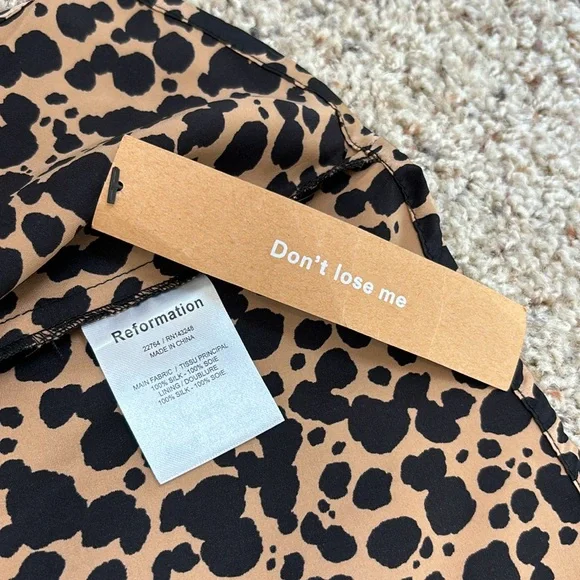 Don't lose me
Reformation
22764 / RN143246
MADE IN CHINA
MAIN FABRIC / TISSU PRINCIPAL
100% SILK - 100% SOIE
LINING / DOUBLURE
100% SILK - 100% SOIE